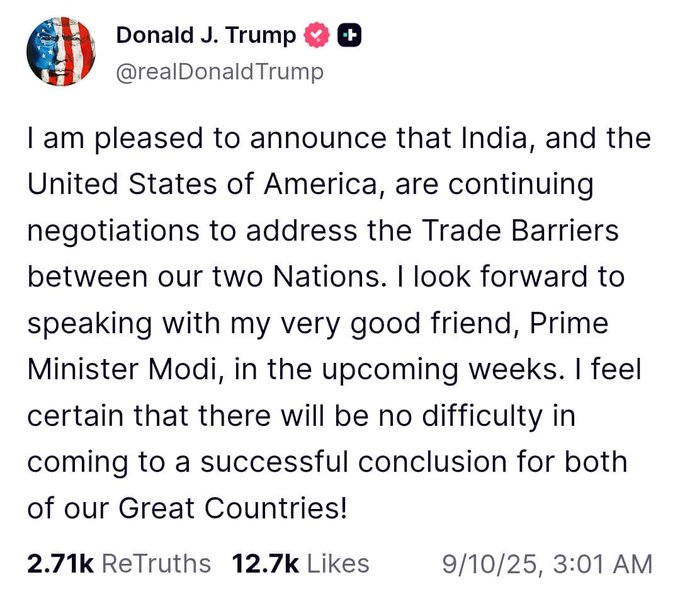 Donald J. Trump
@realDonaldTrump
I am pleased to announce that India, and the
United States of America, are continuing
negotiations to address the Trade Barriers
between our two Nations. I look forward to
speaking with my very good friend, Prime
Minister Modi, in the upcoming weeks. I feel
certain that there will be no difficulty in
coming to a successful conclusion for both
of our Great Countries!
2.71k ReTruths 12.7k Likes 9/10/25, 3:01 AM